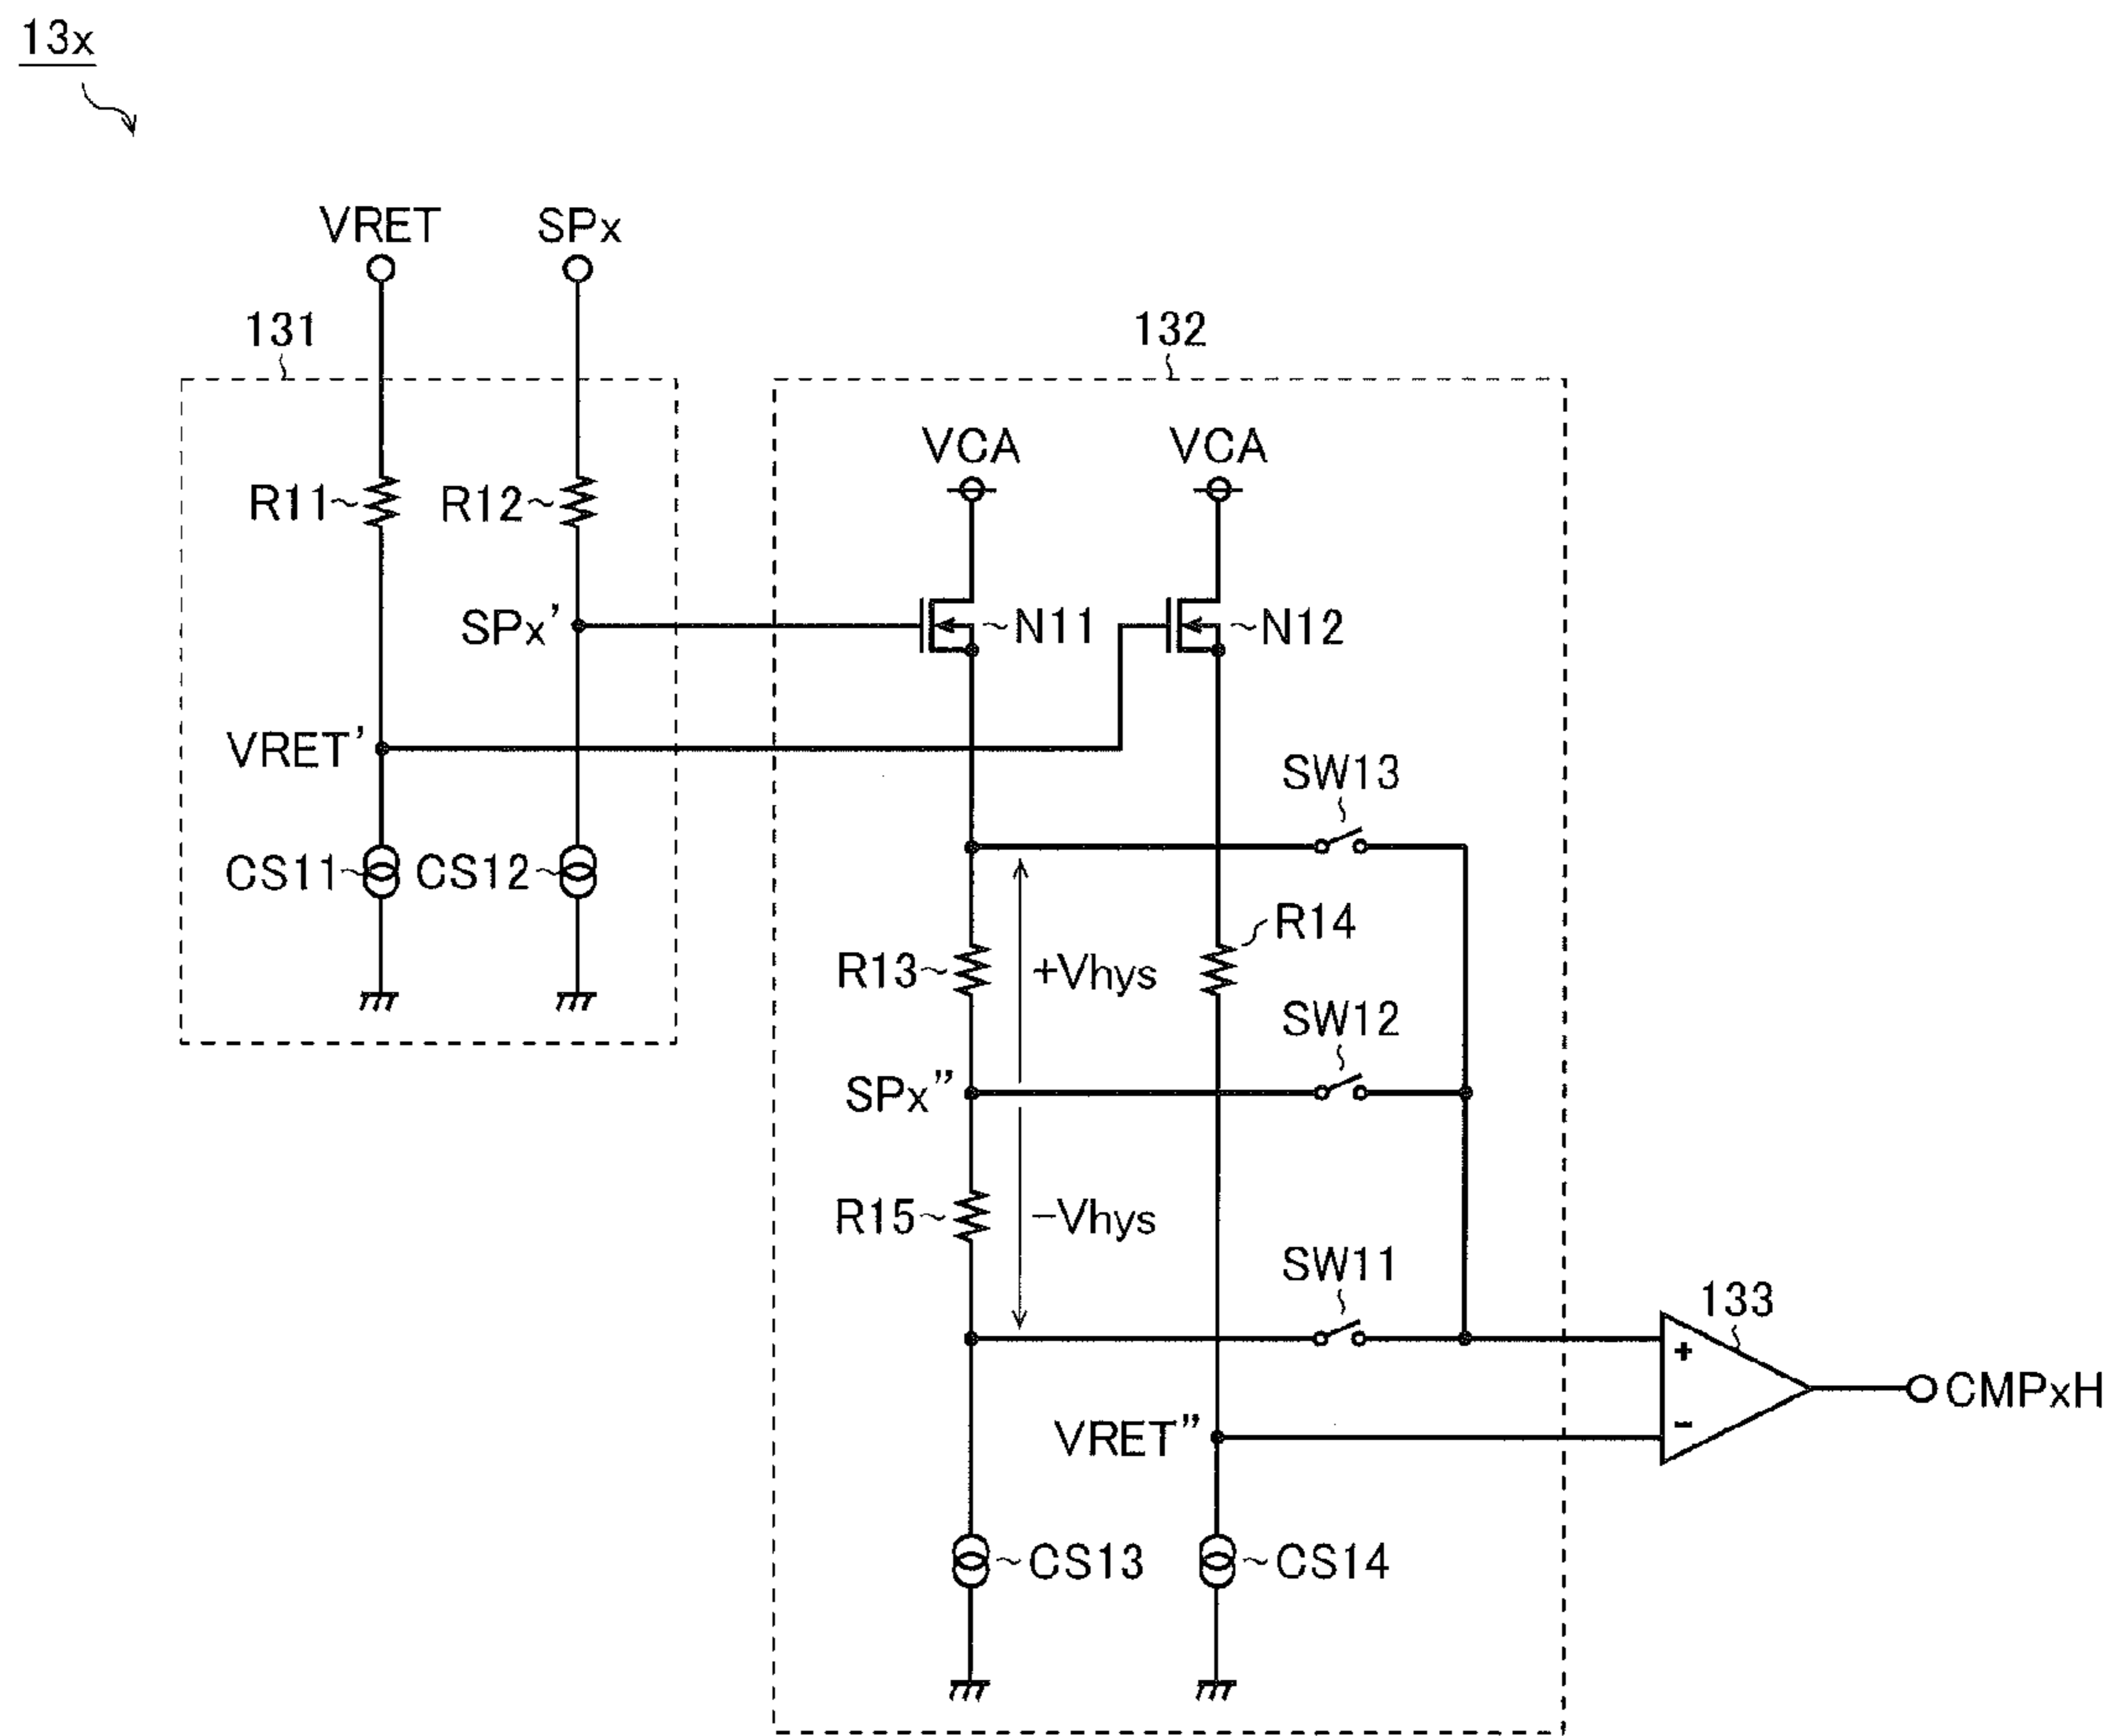 13x
VRET
SPx
131
132
VCA
VCA
R11
R12
SPx’
N11
N12
VRET’
SW13
CS11
CS12
R14
R13
+Vhys
SW12
SPx”
R15
−Vhys
SW11
133
+
CMPxH
−
VRET”
CS13
CS14